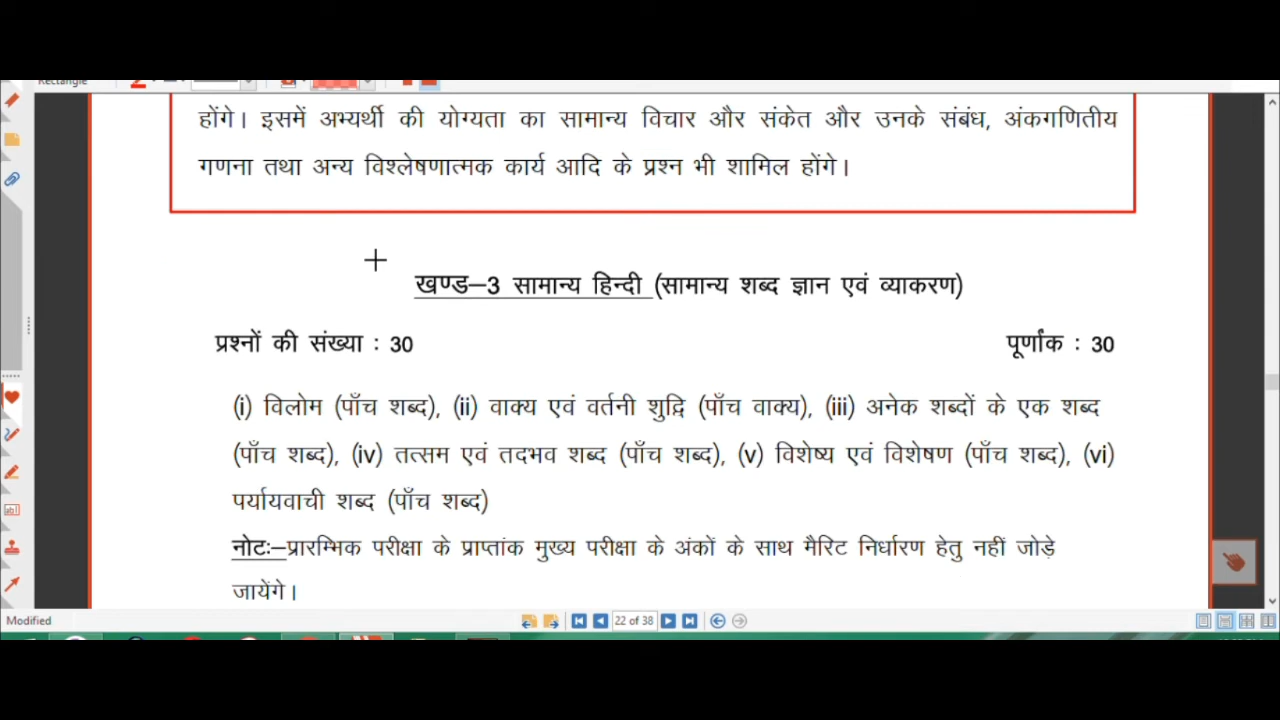 Rectangle
होंगे। इसमें अभ्यर्थी की योग्यता का सामान्य विचार और संकेत और उनके संबंध, अंकगणितीय
गणना तथा अन्य विश्लेषणात्मक कार्य आदि के प्रश्न भी शामिल होंगे।
खण्ड–3 सामान्य हिन्दी (सामान्य शब्द ज्ञान एवं व्याकरण)
प्रश्नों की संख्या : 30 पूर्णांक : 30
(i) विलोम (पाँच शब्द), (ii) वाक्य एवं वर्तनी शुद्वि (पाँच वाक्य), (iii) अनेक शब्दों के एक शब्द
(पाँच शब्द), (iv) तत्सम एवं तदभव शब्द (पाँच शब्द), (v) विशेष्य एवं विशेषण (पाँच शब्द), (vi)
पर्यायवाची शब्द (पाँच शब्द)
नोटः–प्रारम्भिक परीक्षा के प्राप्तांक मुख्य परीक्षा के अंकों के साथ मैरिट निर्धारण हेतु नहीं जोड़े
जायेंगे।
Modified 22 of 38